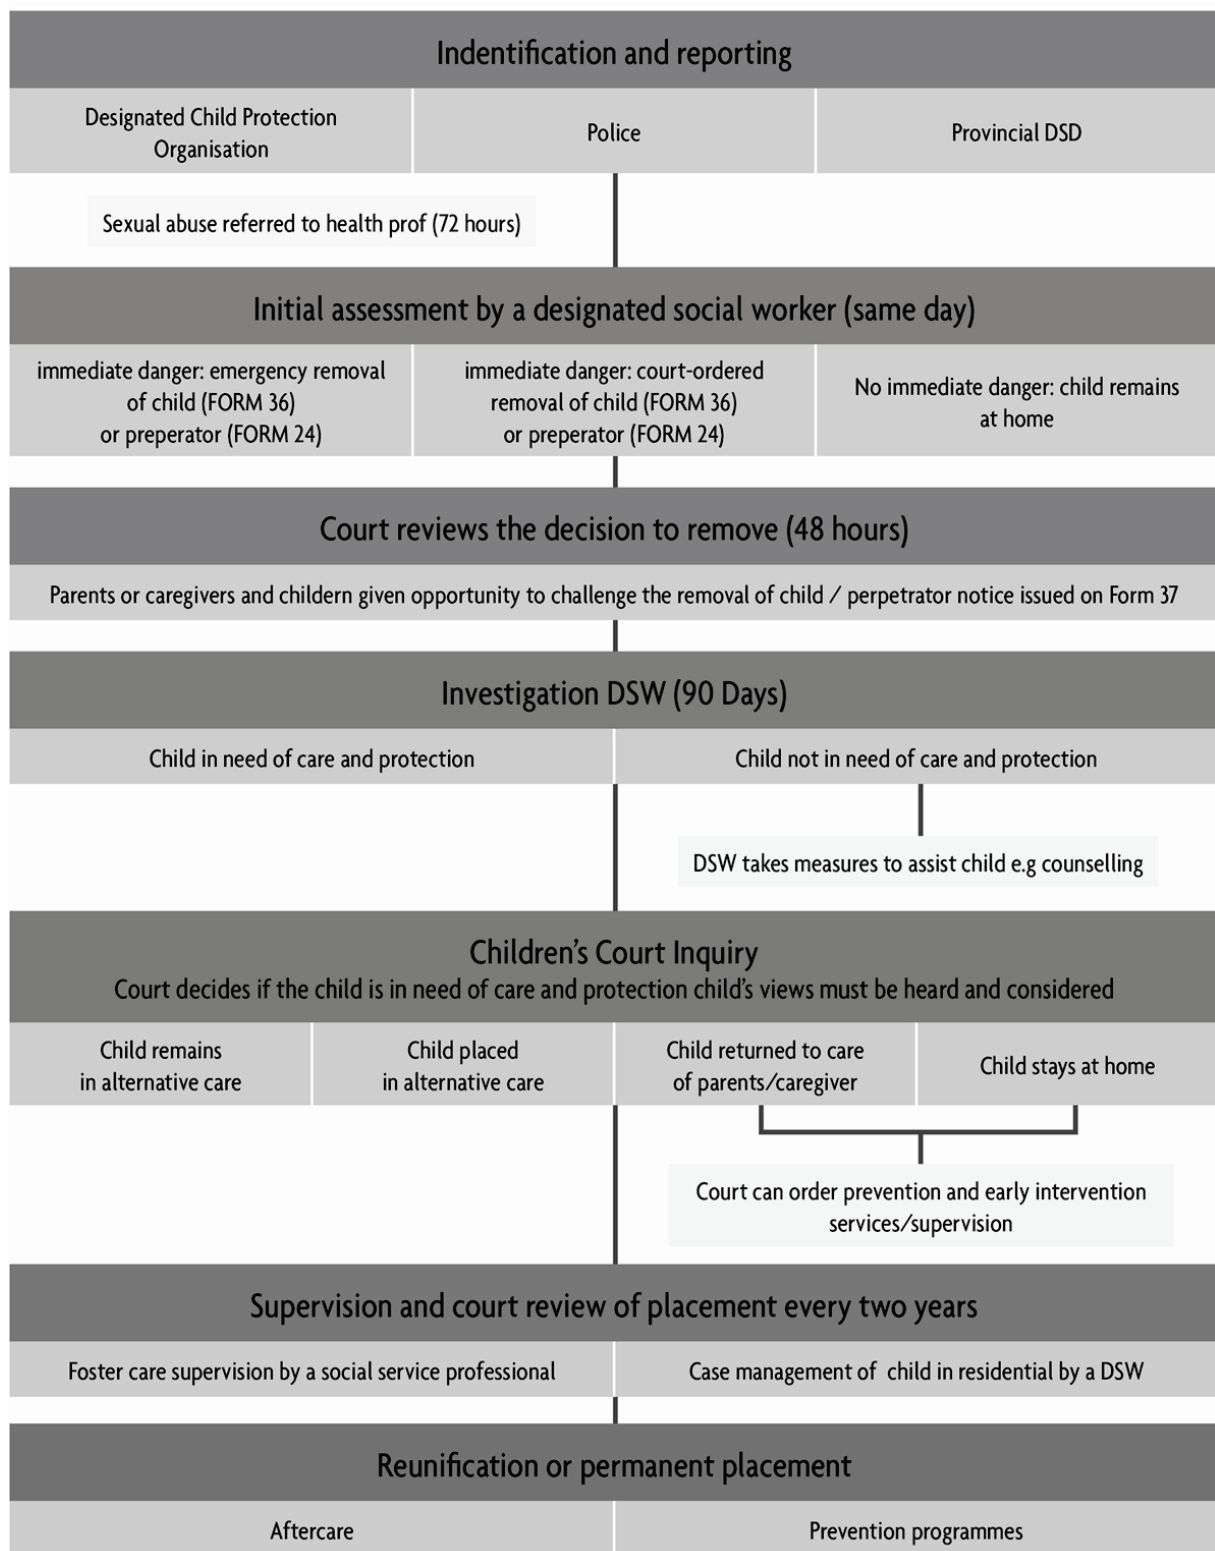 Indentification and reporting
Designated Child Protection
Organisation
Police
Provincial DSD
Sexual abuse referred to health prof (72 hours)
Initial assessment by a designated social worker (same day)
immediate danger: emergency removal
of child (FORM 36)
or preperator (FORM 24)
immediate danger: court-ordered
removal of child (FORM 36)
or preperator (FORM 24)
No immediate danger: child remains
at home
Court reviews the decision to remove (48 hours)
Parents or caregivers and childern given opportunity to challenge the removal of child / perpetrator notice issued on Form 37
Investigation DSW (90 Days)
Child in need of care and protection
Child not in need of care and protection
DSW takes measures to assist child e.g counselling
Children’s Court Inquiry
Court decides if the child is in need of care and protection child’s views must be heard and considered
Child remains
in alternative care
Child placed
in alternative care
Child returned to care
of parents/caregiver
Child stays at home
Court can order prevention and early intervention
services/supervision
Supervision and court review of placement every two years
Foster care supervision by a social service professional
Case management of child in residential by a DSW
Reunification or permanent placement
Aftercare
Prevention programmes